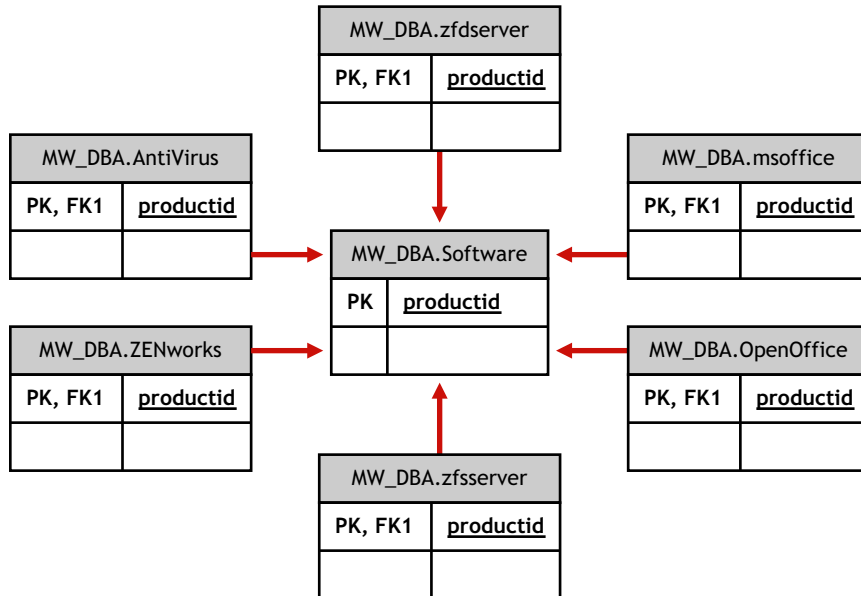 MW_DBA.zfdserver
PK, FK1 productid
MW_DBA.AntiVirus
PK, FK1 productid
MW_DBA.msoffice
PK, FK1 productid
MW_DBA.Software
PK productid
MW_DBA.ZENworks
PK, FK1 productid
MW_DBA.OpenOffice
PK, FK1 productid
MW_DBA.zfsserver
PK, FK1 productid